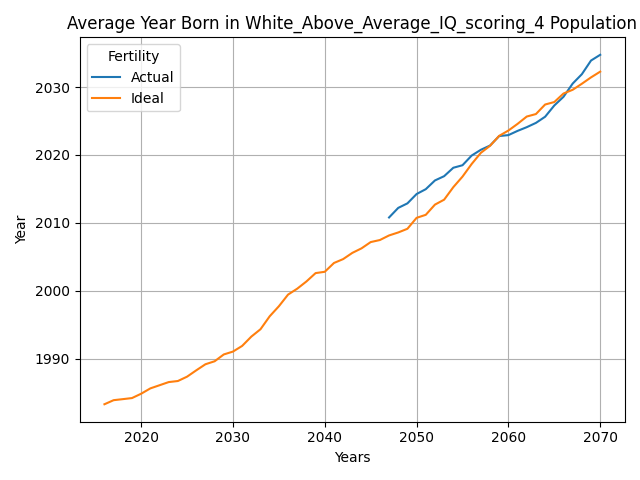 Average Year Born in White_Above_Average_IQ_scoring_4 Population
Fertility
Actual
Ideal
2030
2020
2010
2000
1990
Year
2020 2030 2040 2050 2060 2070
Years